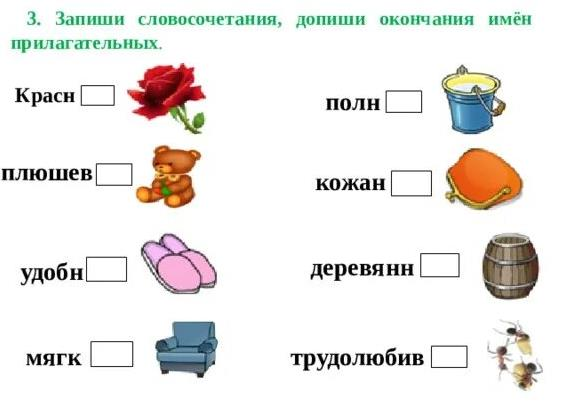 3. Запиши словосочетания, допиши окончания имён
прилагательных.
Красн
полн
плюшев
кожан
удобн
деревянн
мягк
трудолюбив